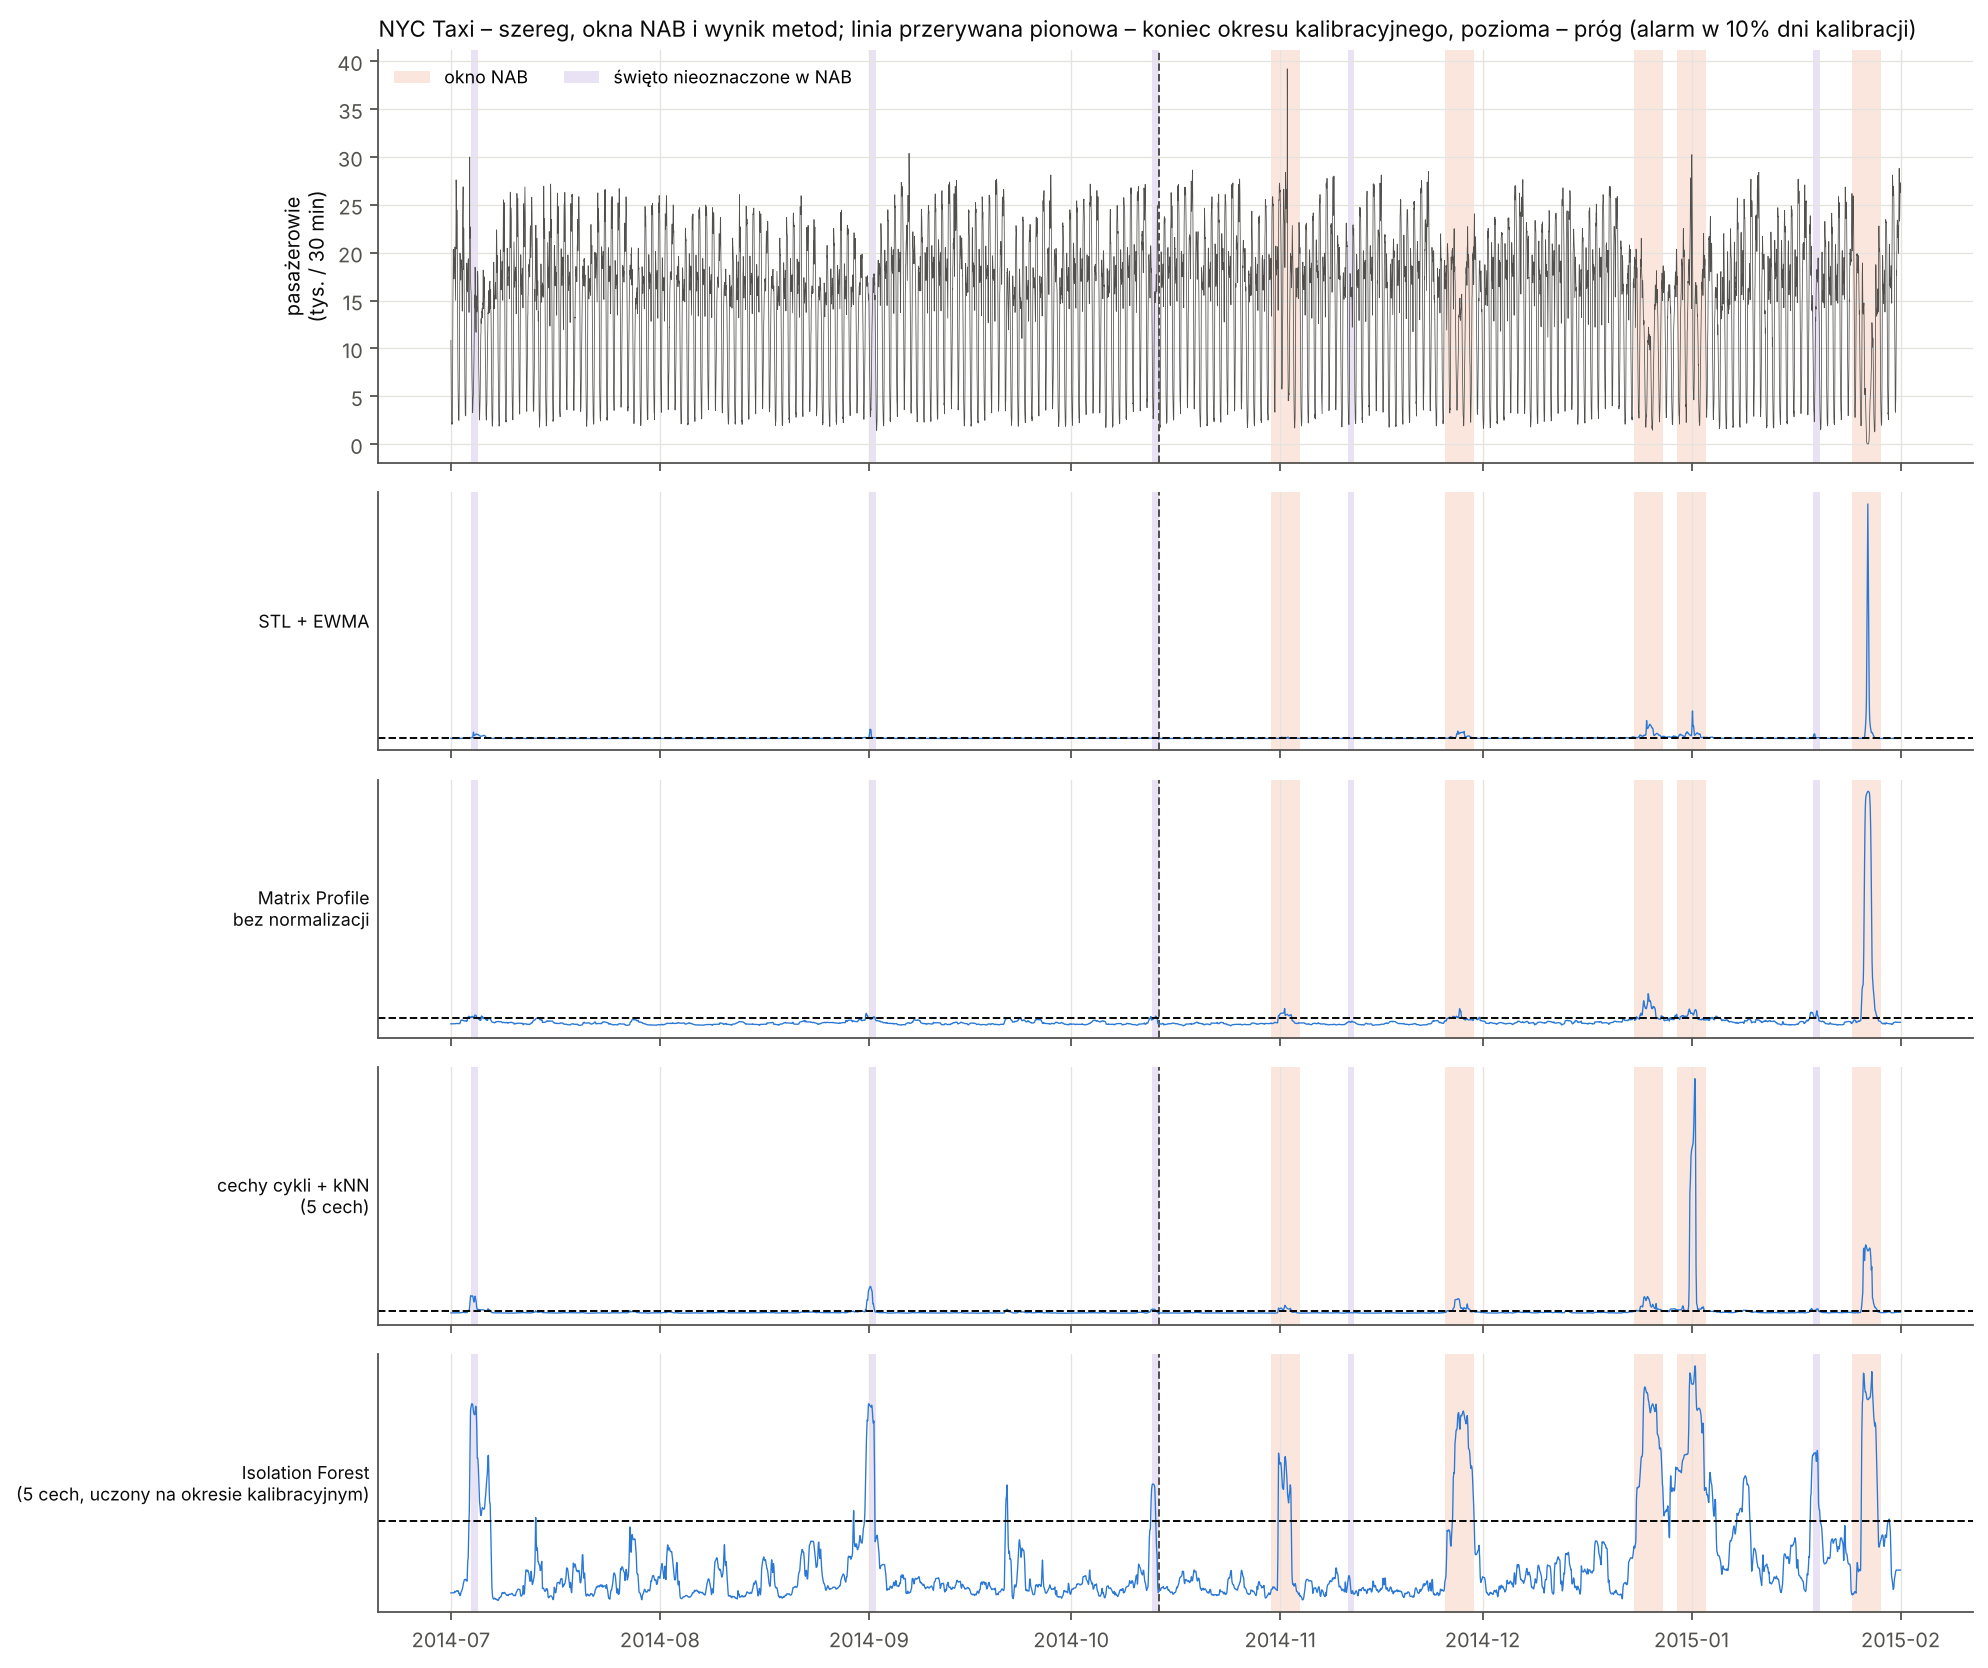 NYC Taxi – szereg, okna NAB i wynik metod; linia przerywana pionowa – koniec okresu kalibracyjnego, pozioma – próg (alarm w 10% dni kalibracji)
okno NAB
święto nieoznaczone w NAB
40
35
30
25
20
15
10
5
0
pasażerowie
(tys. / 30 min)
STL + EWMA
Matrix Profile
bez normalizacji
cechy cykli + kNN
(5 cech)
Isolation Forest
(5 cech, uczony na okresie kalibracyjnym)
2014-07
2014-08
2014-09
2014-10
2014-11
2014-12
2015-01
2015-02